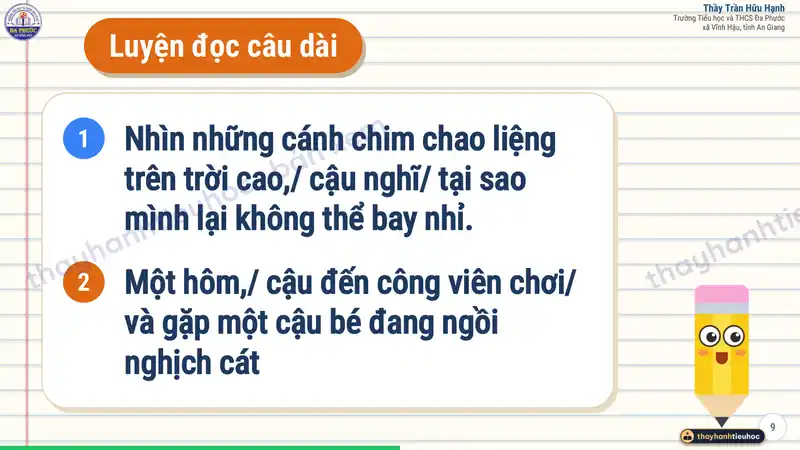 Thầy Trần Hữu Hạnh
Trường Tiểu học và THCS Đa Phước
xã Vĩnh Hậu, tỉnh An Giang
ĐA PHƯỚC
Luyện đọc câu dài
1
Nhìn những cánh chim chao liệng
trên trời cao,/ cậu nghĩ/ tại sao
mình lại không thể bay nhỉ.
2
Một hôm,/ cậu đến công viên chơi/
và gặp một cậu bé đang ngồi
nghịch cát
thayhanhtieuhoc
9